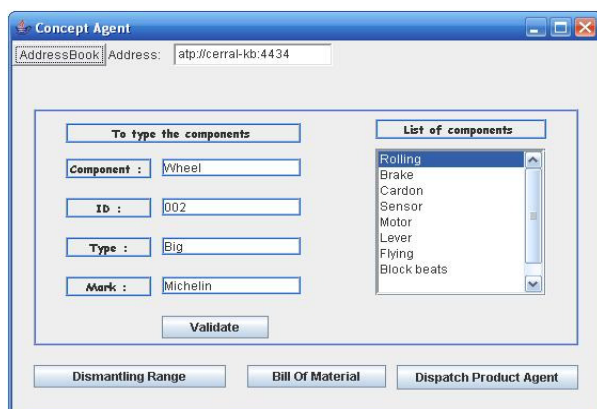 Concept Agent
AddressBook Address: atp://cerral-kb:4434
To type the components
Component : Wheel
ID : 002
Type : Big
Mark : Michelin
Validate
List of components
Rolling
Brake
Cardon
Sensor
Motor
Lever
Flying
Block beats
Dismantling Range Bill Of Material Dispatch Product Agent